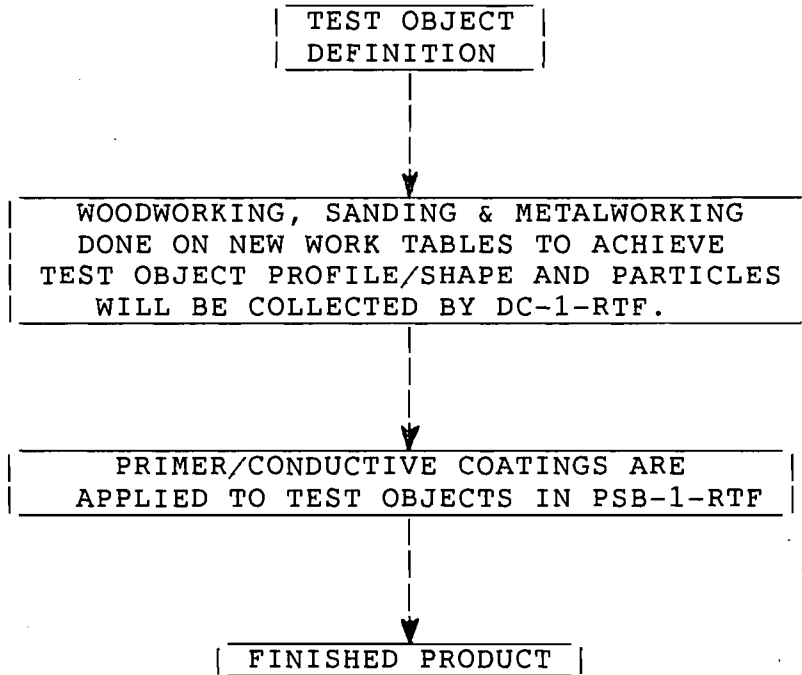 TEST OBJECT
DEFINITION
WOODWORKING, SANDING & METALWORKING
DONE ON NEW WORK TABLES TO ACHIEVE
TEST OBJECT PROFILE/SHAPE AND PARTICLES
WILL BE COLLECTED BY DC-1-RTF.
PRIMER/CONDUCTIVE COATINGS ARE
APPLIED TO TEST OBJECTS IN PSB-1-RTF
FINISHED PRODUCT